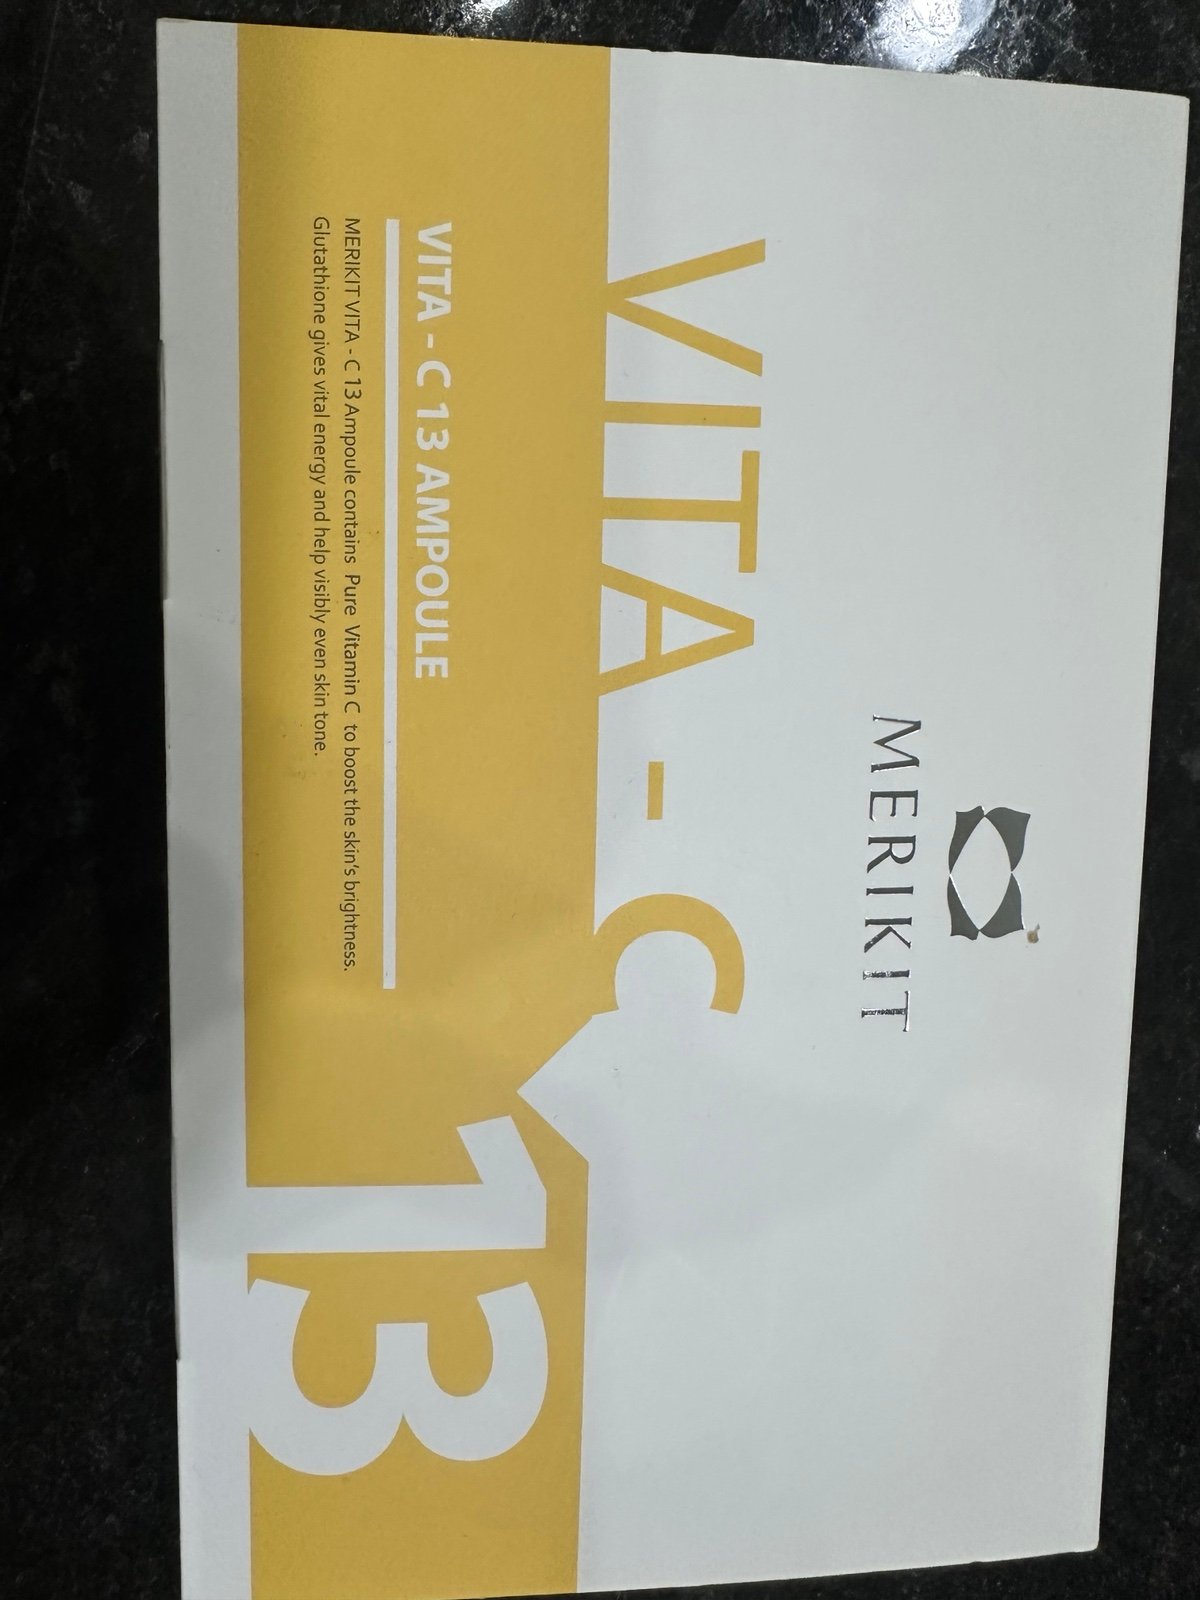 MERIKIT
VITA - C
13
VITA - C 13 AMPOULE
MERIKIT VITA - C 13 Ampoule contains Pure Vitamin C to boost the skin's brightness.
Glutathione gives vital energy and help visibly even skin tone.